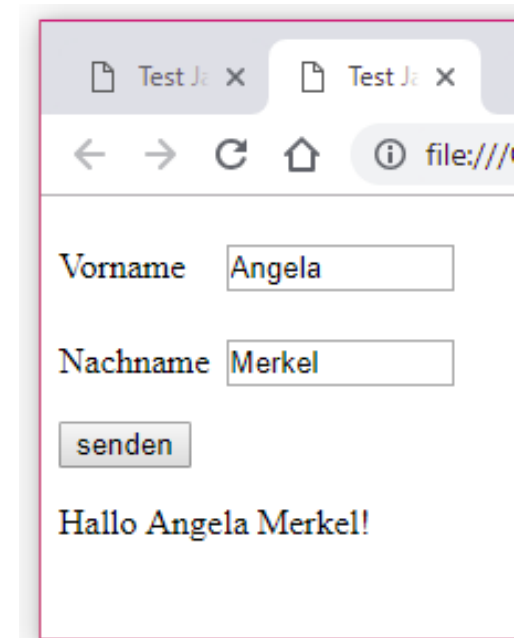 Test Ja Test Ja
file:///
Vorname Angela
Nachname Merkel
senden
Hallo Angela Merkel!